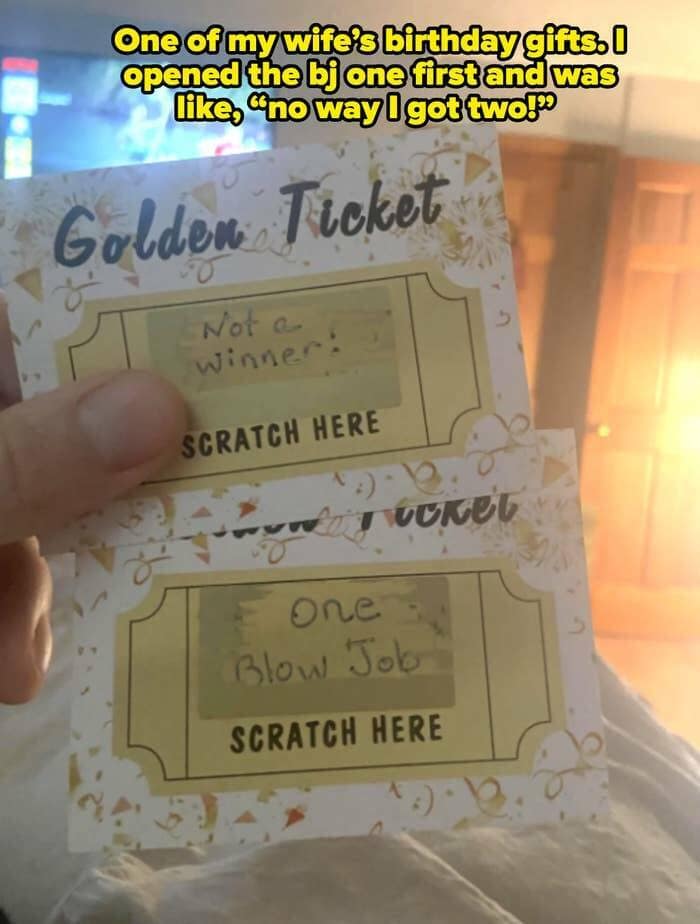 One of my wife's birthday gifts. I
opened the bj one first and was
like, "no way I got two!"
Golden Ticket
Not a
winner!
SCRATCH HERE
:)
Ticket
One
Blow Job
SCRATCH HERE
:)